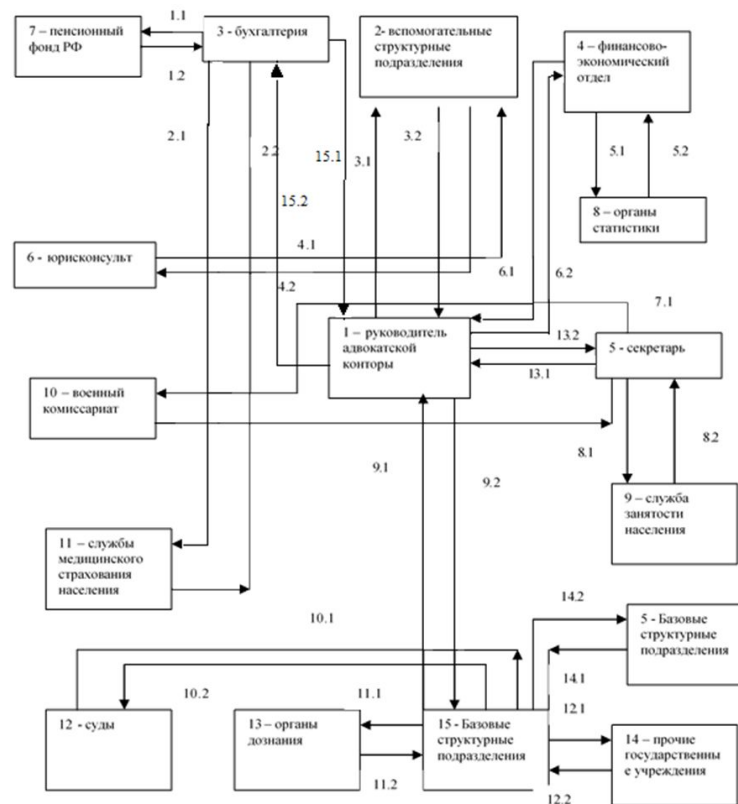 1.1
7 – пенсионный
фонд РФ
3 - бухгалтерия
2- вспомогательные
структурные
подразделения
4 – финансово-
экономический
отдел
1.2
2.1
2.2
15.1
3.1
3.2
5.1
5.2
15.2
8 – органы
статистики
6 - юрисконсульт
4.1
4.2
6.1
6.2
7.1
1 – руководитель
адвокатской
конторы
13.2
5 - секретарь
13.1
10 – военный
комиссариат
9.1
9.2
8.1
8.2
9 – служба
занятости
населения
11 – службы
медицинского
страхования
населения
10.1
14.2
5 - Базовые
структурные
подразделения
10.2
11.1
14.1
12.1
12 - суды
13 – органы
дознания
15 - Базовые
структурные
подразделения
14 – прочие
государственны
е учреждения
11.2
12.2